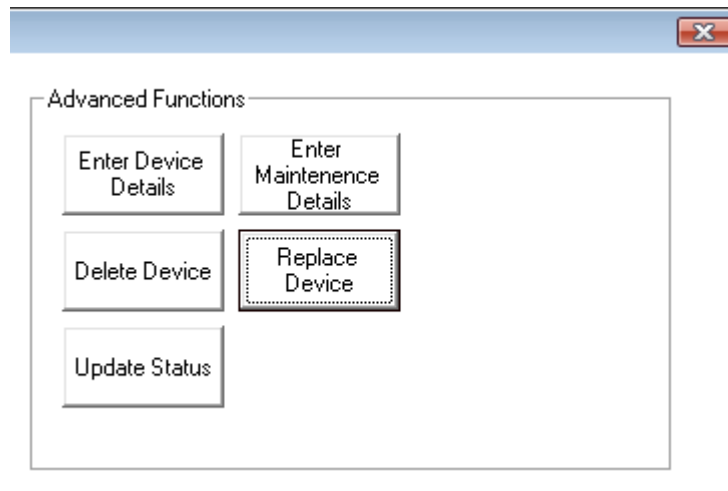 Advanced Functions
Enter Device
Details
Enter
Maintenence
Details
Delete Device
Replace
Device
Update Status